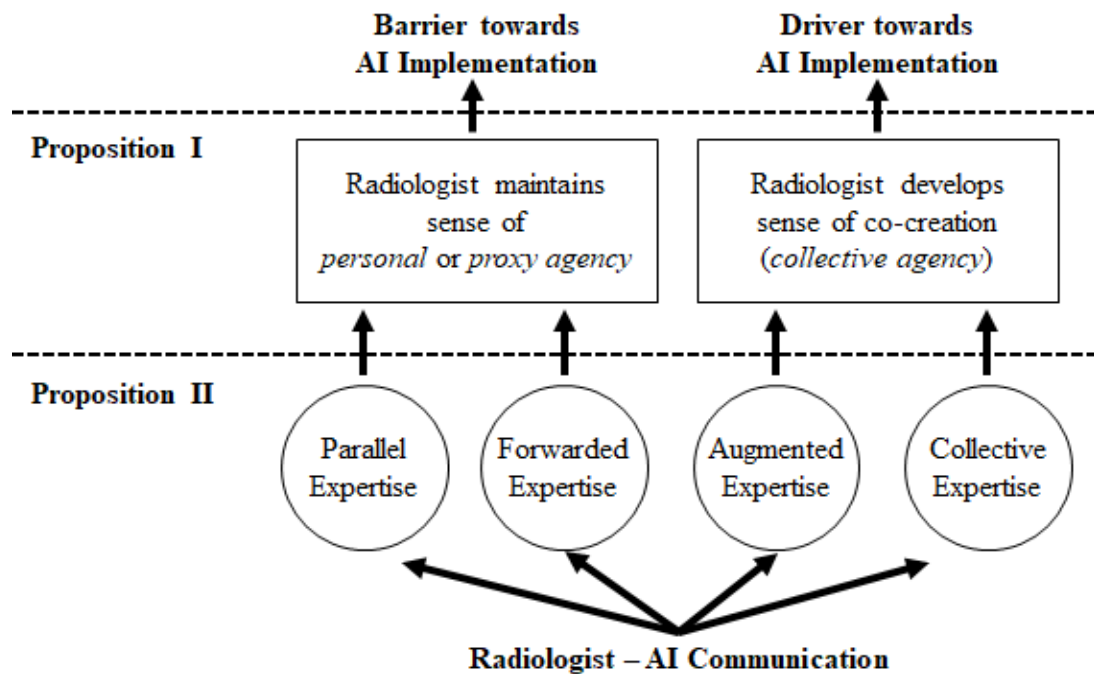 Barrier towards
AI Implementation
Driver towards
AI Implementation
Proposition I
Radiologist maintains
sense of
personal or proxy agency
Radiologist develops
sense of co-creation
(collective agency)
Proposition II
Parallel
Expertise
Forwarded
Expertise
Augmented
Expertise
Collective
Expertise
Radiologist – AI Communication